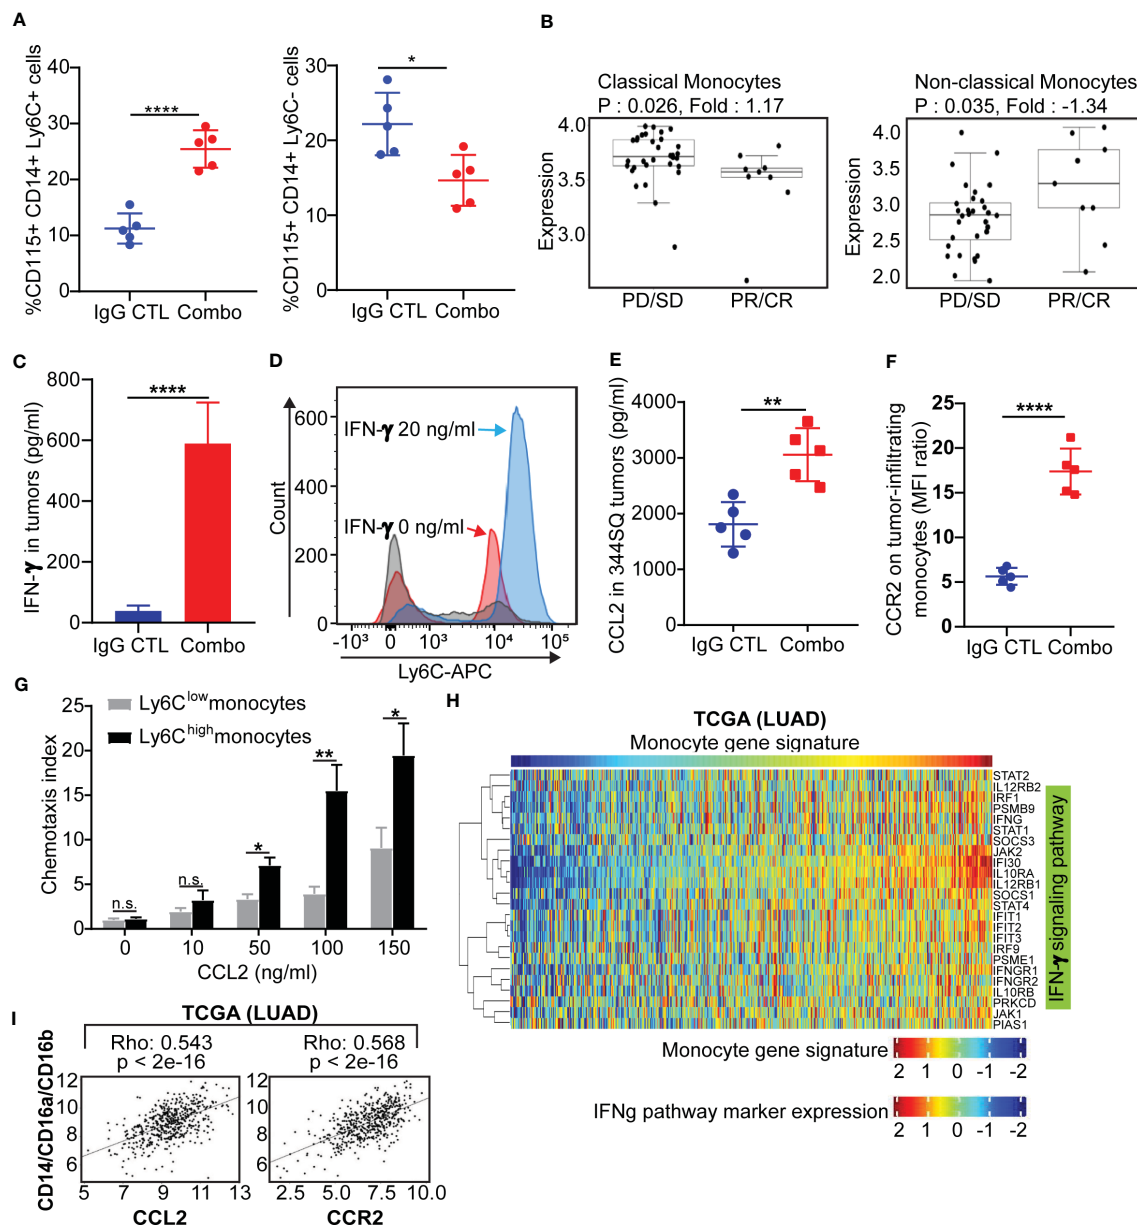 A
%CD115+ CD14+ Ly6C+ cells
40
30
20
10
0
****
IgG CTL Combo
%CD115+ CD14+ Ly6C- cells
30
20
10
0
*
IgG CTL Combo
B
Classical Monocytes
P : 0.026, Fold : 1.17
Expression
4.0
3.5
3.0
PD/SD PR/CR
Non-classical Monocytes
P : 0.035, Fold : -1.34
Expression
4.0
3.5
3.0
2.5
2.0
PD/SD PR/CR
C
IFN-γ in tumors (pg/ml)
800
600
400
200
0
****
IgG CTL Combo
D
Count
600
400
200
0
IFN-γ 20 ng/ml
IFN-γ 0 ng/ml
-10³ 0 10³ 10⁴ 10⁵
Ly6C-APC
E
CCL2 in 344SQ tumors (pg/ml)
4000
3000
2000
1000
0
**
IgG CTL Combo
F
CCR2 on tumor-infiltrating
monocytes (MFI ratio)
25
20
15
10
5
0
****
IgG CTL Combo
G
Ly6Clow monocytes
Ly6Chigh monocytes
Chemotaxis index
25
20
15
10
5
0
n.s.
n.s.
*
**
*
0 10 50 100 150
CCL2 (ng/ml)
H
TCGA (LUAD)
Monocyte gene signature
STAT2
IL12RB2
IRF1
PSMB9
IFNG
STAT1
SOCS3
JAK2
IFI30
IL10RA
IL12RB1
SOCS1
STAT4
IFIT1
IFIT2
IFIT3
IRF9
PSME1
IFNGR1
IFNGR2
IL10RB
PRKCD
JAK1
PIAS1
IFN-γ signaling pathway
Monocyte gene signature
2 1 0 -1 -2
IFNg pathway marker expression
2 1 0 -1 -2
I
TCGA (LUAD)
Rho: 0.543
p < 2e-16
Rho: 0.568
p < 2e-16
CD14/CD16a/CD16b
12
10
8
6
5 7 9 11 13
CCL2
12
10
8
6
2.5 5.0 7.5 10.0
CCR2